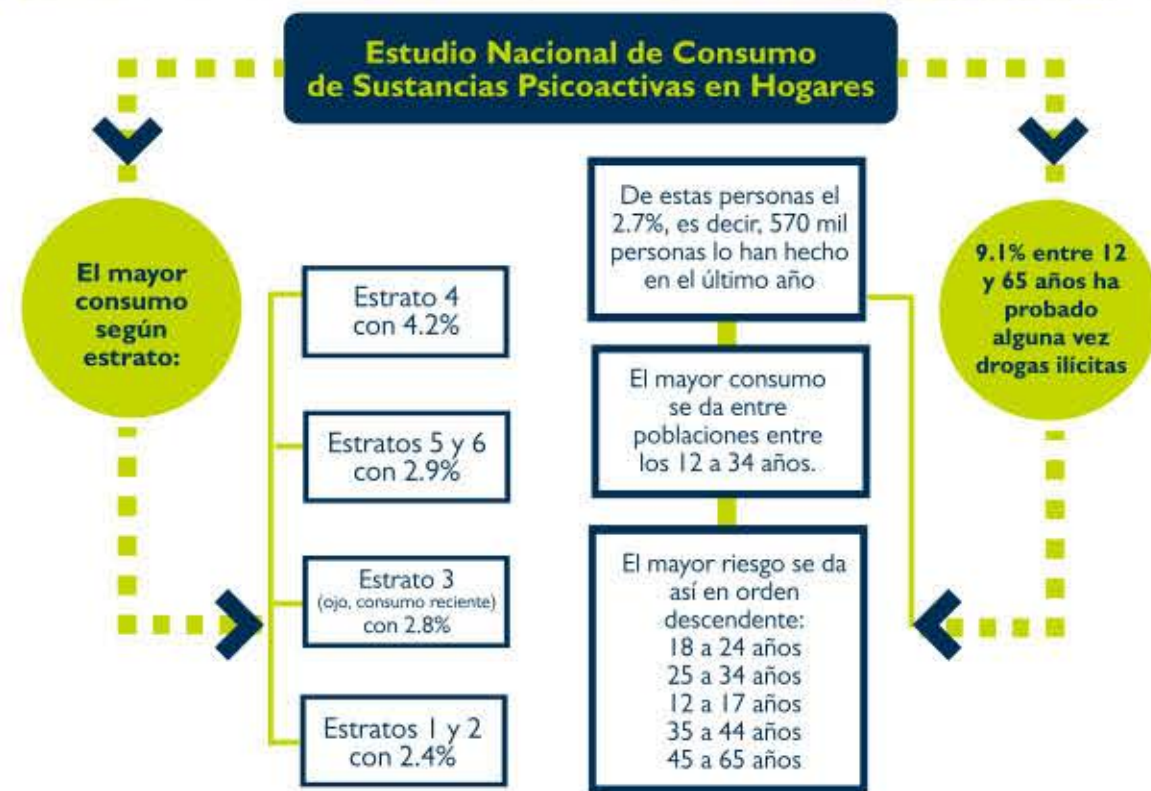 Estudio Nacional de Consumo
de Sustancias Psicoactivas en Hogares
El mayor
consumo
según
estrato:
Estrato 4
con 4.2%
Estratos 5 y 6
con 2.9%
Estrato 3
(ojo, consumo reciente)
con 2.8%
Estratos 1 y 2
con 2.4%
9.1% entre 12
y 65 años ha
probado
alguna vez
drogas ilícitas
De estas personas el
2.7%, es decir, 570 mil
personas lo han hecho
en el último año
El mayor consumo
se da entre
poblaciones entre
los 12 a 34 años.
El mayor riesgo se da
así en orden
descendente:
18 a 24 años
25 a 34 años
12 a 17 años
35 a 44 años
45 a 65 años